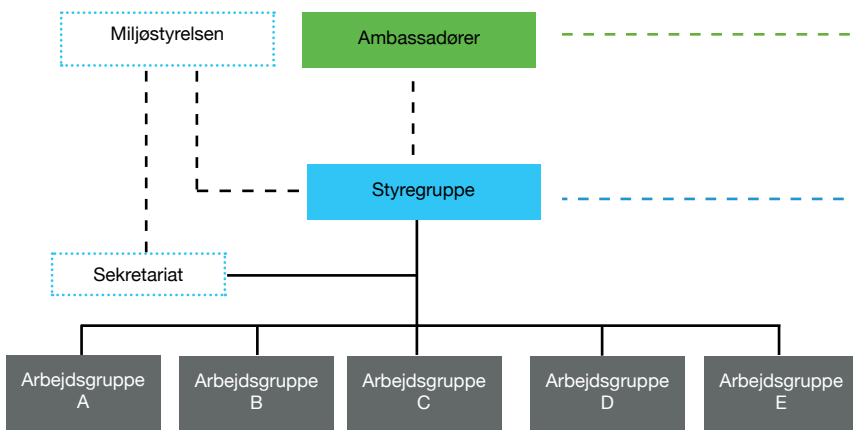 Miljøstyrelsen
Ambassadører
Styregruppe
Sekretariat
Arbejdsgruppe
A
Arbejdsgruppe
B
Arbejdsgruppe
C
Arbejdsgruppe
D
Arbejdsgruppe
E